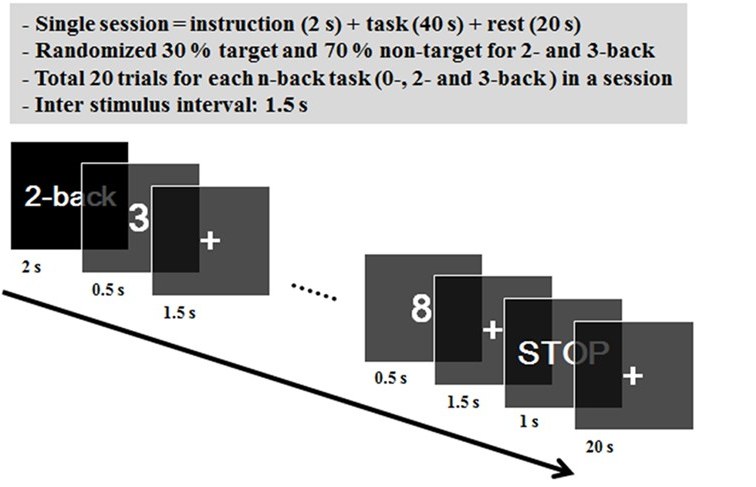 - Single session = instruction (2 s) + task (40 s) + rest (20 s)
- Randomized 30 % target and 70 % non-target for 2- and 3-back
- Total 20 trials for each n-back task (0-, 2- and 3-back) in a session
- Inter stimulus interval: 1.5 s
2-back
3
+
2 s
0.5 s
1.5 s
8
+
STOP
+
0.5 s
1.5 s
1 s
20 s